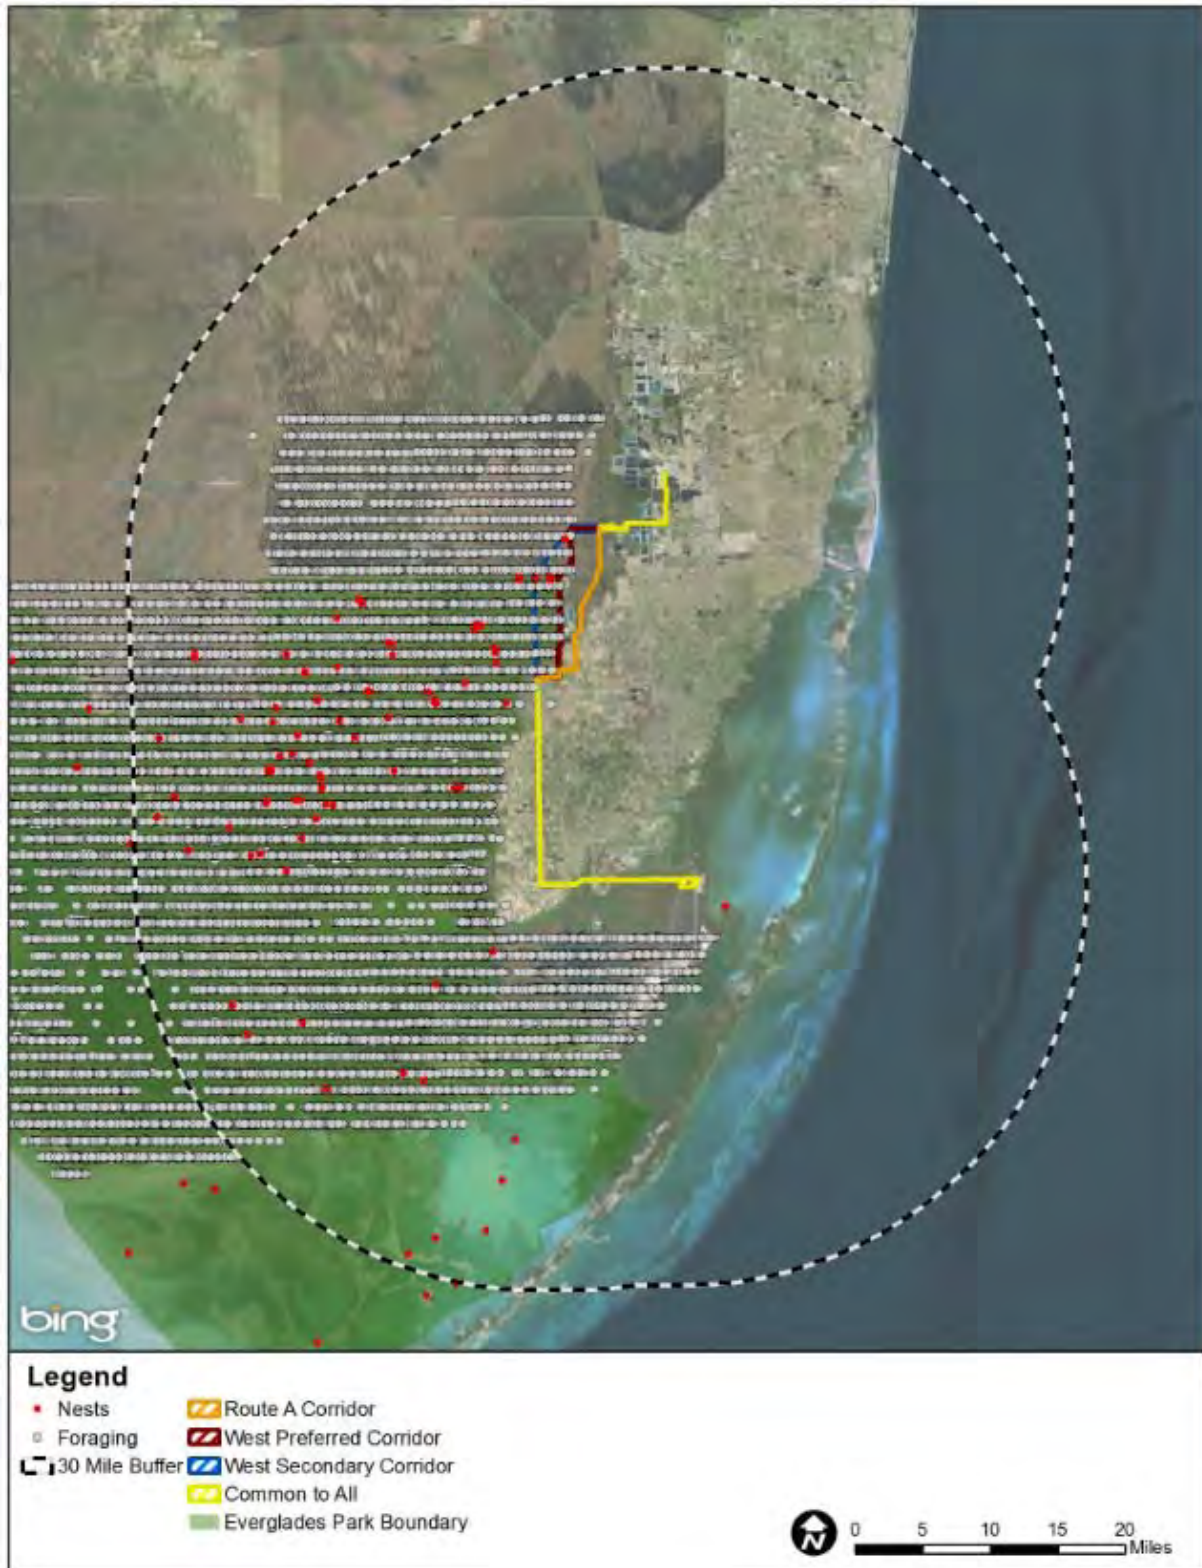 bing
Legend
Nests
Foraging
30 Mile Buffer
Route A Corridor
West Preferred Corridor
West Secondary Corridor
Common to All
Everglades Park Boundary
N
0 5 10 15 20
Miles